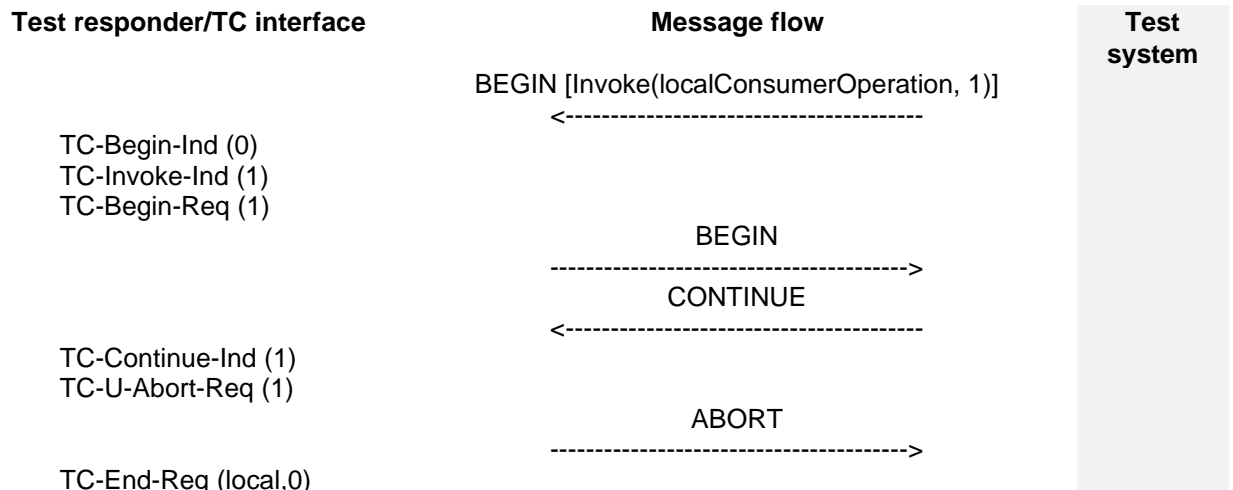 Test responder/TC interface Message flow Test
system
BEGIN [Invoke(localConsumerOperation, 1)]
<----------------------------------------
TC-Begin-Ind (0)
TC-Invoke-Ind (1)
TC-Begin-Req (1)
BEGIN
---------------------------------------->
CONTINUE
<----------------------------------------
TC-Continue-Ind (1)
TC-U-Abort-Req (1)
ABORT
---------------------------------------->
TC-End-Req (local,0)